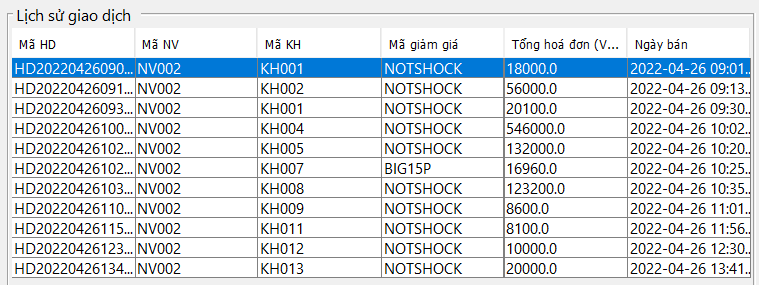 Lịch sử giao dịch
Mã HD Mã NV Mã KH Mã giảm giá Tổng hoá đơn (V... Ngày bán
HD20220426090... NV002 KH001 NOTSHOCK 18000.0 2022-04-26 09:01...
HD20220426091... NV002 KH002 NOTSHOCK 56000.0 2022-04-26 09:13...
HD20220426093... NV002 KH001 NOTSHOCK 20100.0 2022-04-26 09:30...
HD20220426100... NV002 KH004 NOTSHOCK 546000.0 2022-04-26 10:02...
HD20220426102... NV002 KH005 NOTSHOCK 132000.0 2022-04-26 10:20...
HD20220426102... NV002 KH007 BIG15P 16960.0 2022-04-26 10:25...
HD20220426103... NV002 KH008 NOTSHOCK 123200.0 2022-04-26 10:35...
HD20220426110... NV002 KH009 NOTSHOCK 8600.0 2022-04-26 11:01...
HD20220426115... NV002 KH011 NOTSHOCK 8100.0 2022-04-26 11:56...
HD20220426123... NV002 KH012 NOTSHOCK 10000.0 2022-04-26 12:30...
HD20220426134... NV002 KH013 NOTSHOCK 20000.0 2022-04-26 13:41...